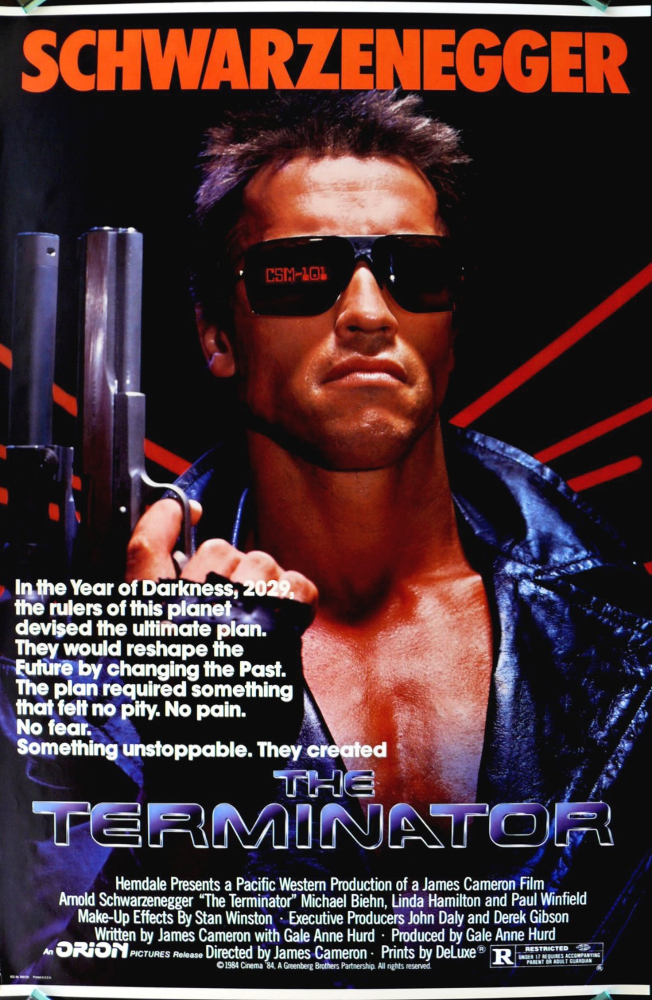 SCHWARZENEGGER
CSM-101
In the Year of Darkness, 2029,
the rulers of this planet
devised the ultimate plan.
They would reshape the
Future by changing the Past.
The plan required something
that felt no pity. No pain.
No fear.
Something unstoppable. They created
THE
TERMINATOR
Hemdale Presents a Pacific Western Production of a James Cameron Film
Arnold Schwarzenegger "The Terminator" Michael Biehn, Linda Hamilton and Paul Winfield
Make-Up Effects By Stan Winston · Executive Producers John Daly and Derek Gibson
Written by James Cameron with Gale Anne Hurd · Produced by Gale Anne Hurd
An ORION PICTURES Release Directed by James Cameron · Prints by DeLuxe®
R RESTRICTED
UNDER 17 REQUIRES ACCOMPANYING
PARENT OR ADULT GUARDIAN
®
©1984 Cinema '84, A Greenberg Brothers Partnership. All rights reserved.